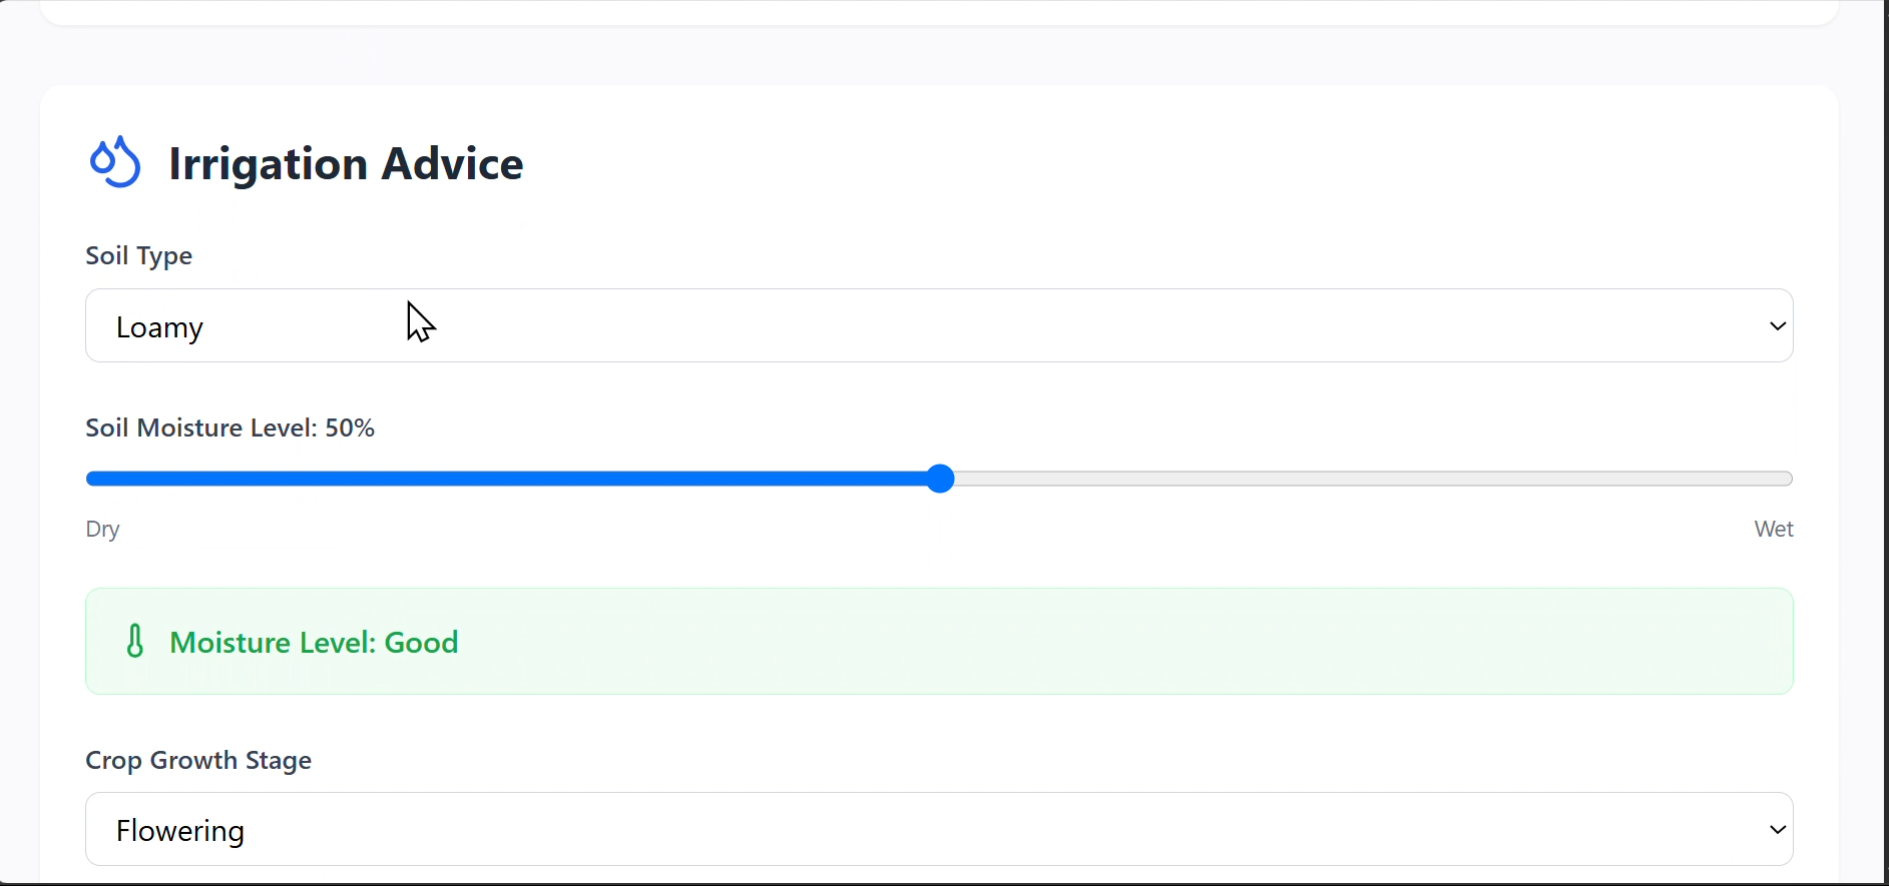 Irrigation Advice
Soil Type
Loamy
Soil Moisture Level: 50%
Dry
Wet
Moisture Level: Good
Crop Growth Stage
Flowering